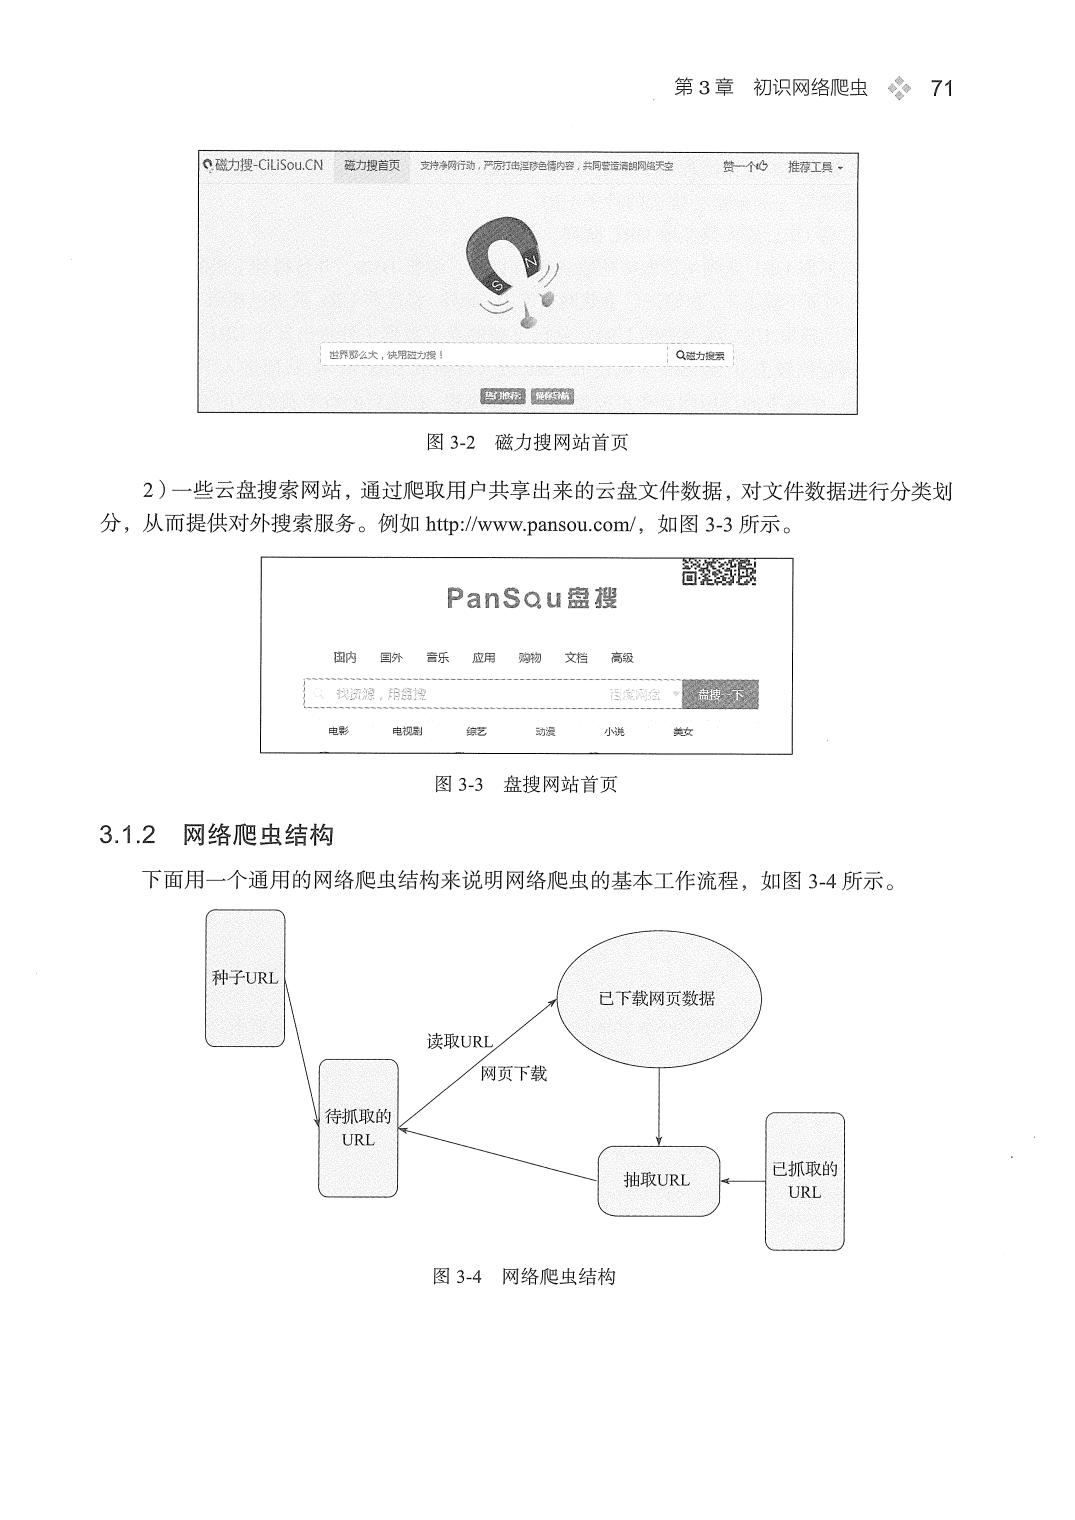 第 3 章 初识网络爬虫 71
磁力搜-CiLiSou.CN 磁力搜首页 支持净网行动，严厉打击淫秽色情内容，共同营造清朗网络天空 赞一个 推荐工具
N
S
世界那么大，快用磁力搜！ 磁力搜索
热门推荐
图 3-2 磁力搜网站首页
2）一些云盘搜索网站，通过爬取用户共享出来的云盘文件数据，对文件数据进行分类划
分，从而提供对外搜索服务。例如 http://www.pansou.com/，如图 3-3 所示。
PanSou盘搜
国内 国外 音乐 应用 购物 文档 高级
找资源，用盘搜 百度网盘 盘搜一下
电影 电视剧 综艺 动漫 小说 美女
图 3-3 盘搜网站首页
3.1.2 网络爬虫结构
下面用一个通用的网络爬虫结构来说明网络爬虫的基本工作流程，如图 3-4 所示。
种子URL
已下载网页数据
读取URL
网页下载
待抓取的
URL
抽取URL
已抓取的
URL
图 3-4 网络爬虫结构